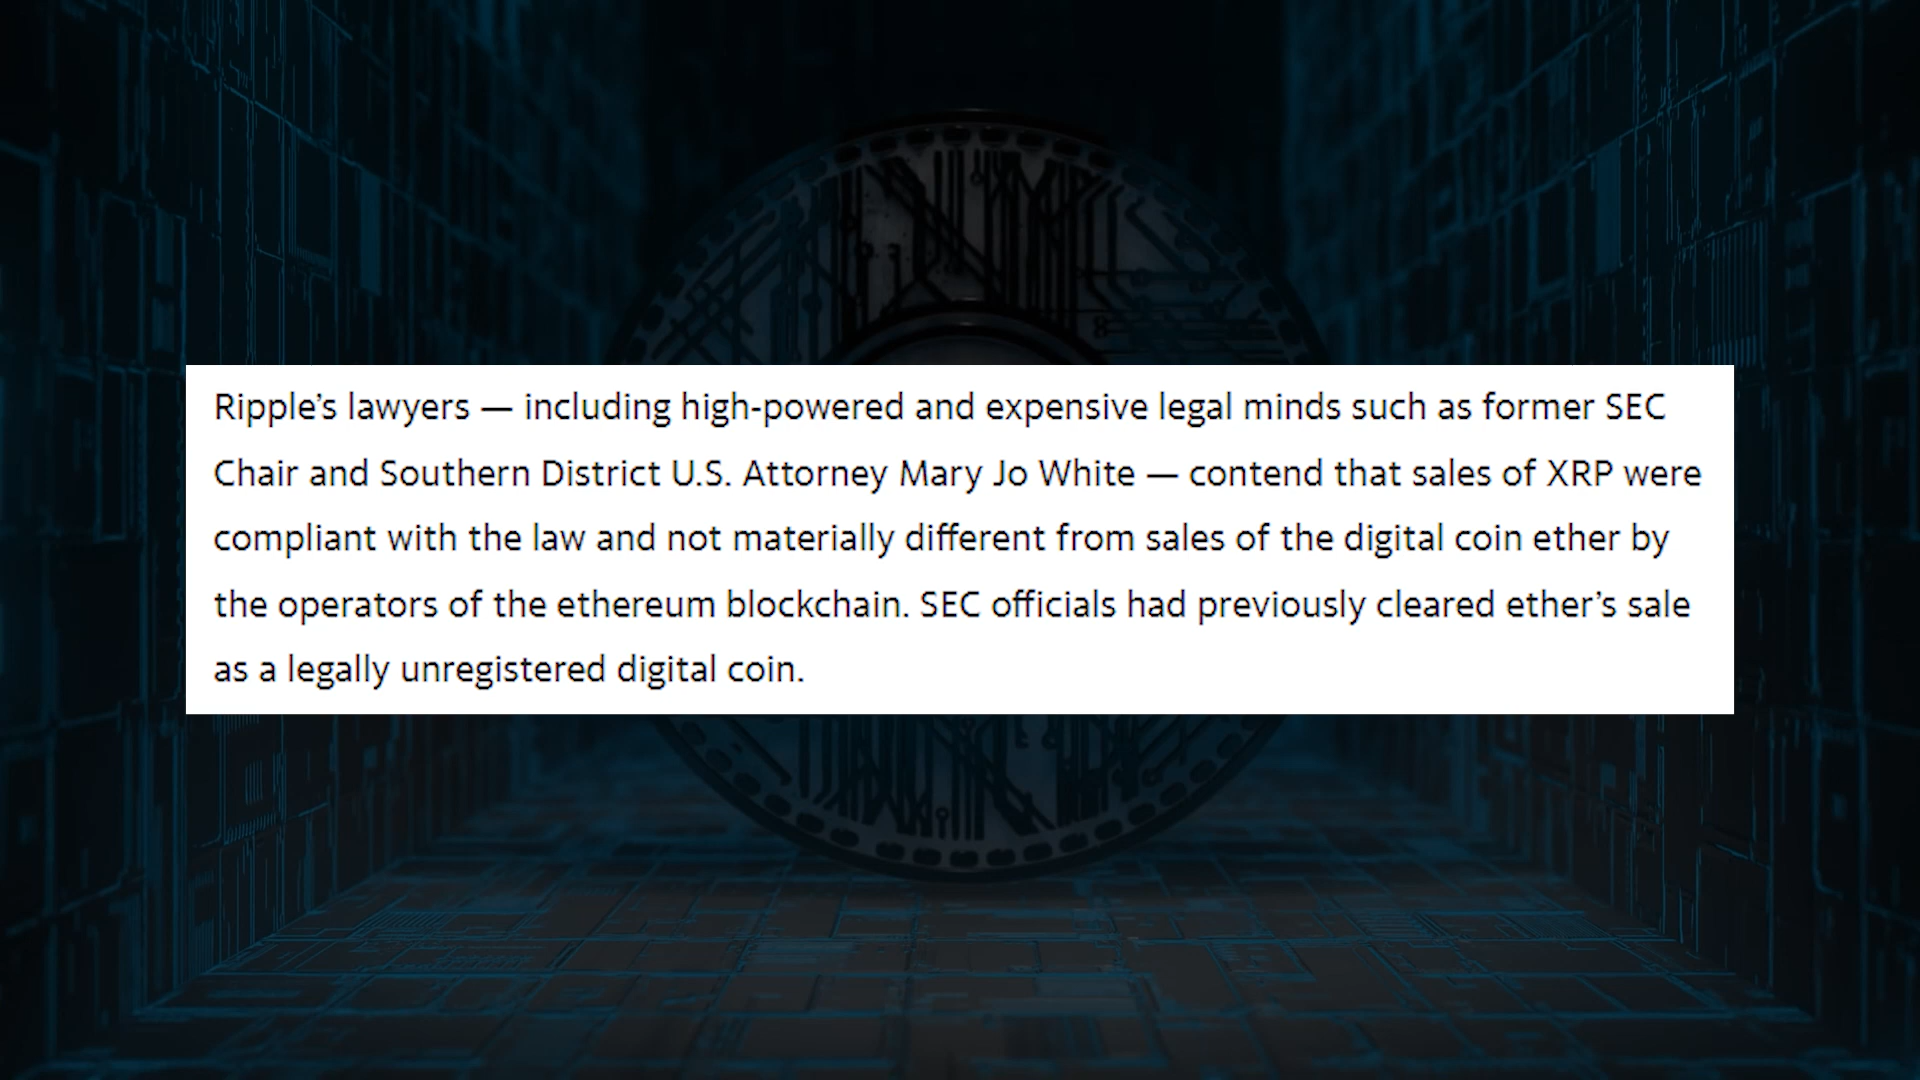 Ripple’s lawyers — including high-powered and expensive legal minds such as former SEC
Chair and Southern District U.S. Attorney Mary Jo White — contend that sales of XRP were
compliant with the law and not materially different from sales of the digital coin ether by
the operators of the ethereum blockchain. SEC officials had previously cleared ether’s sale
as a legally unregistered digital coin.